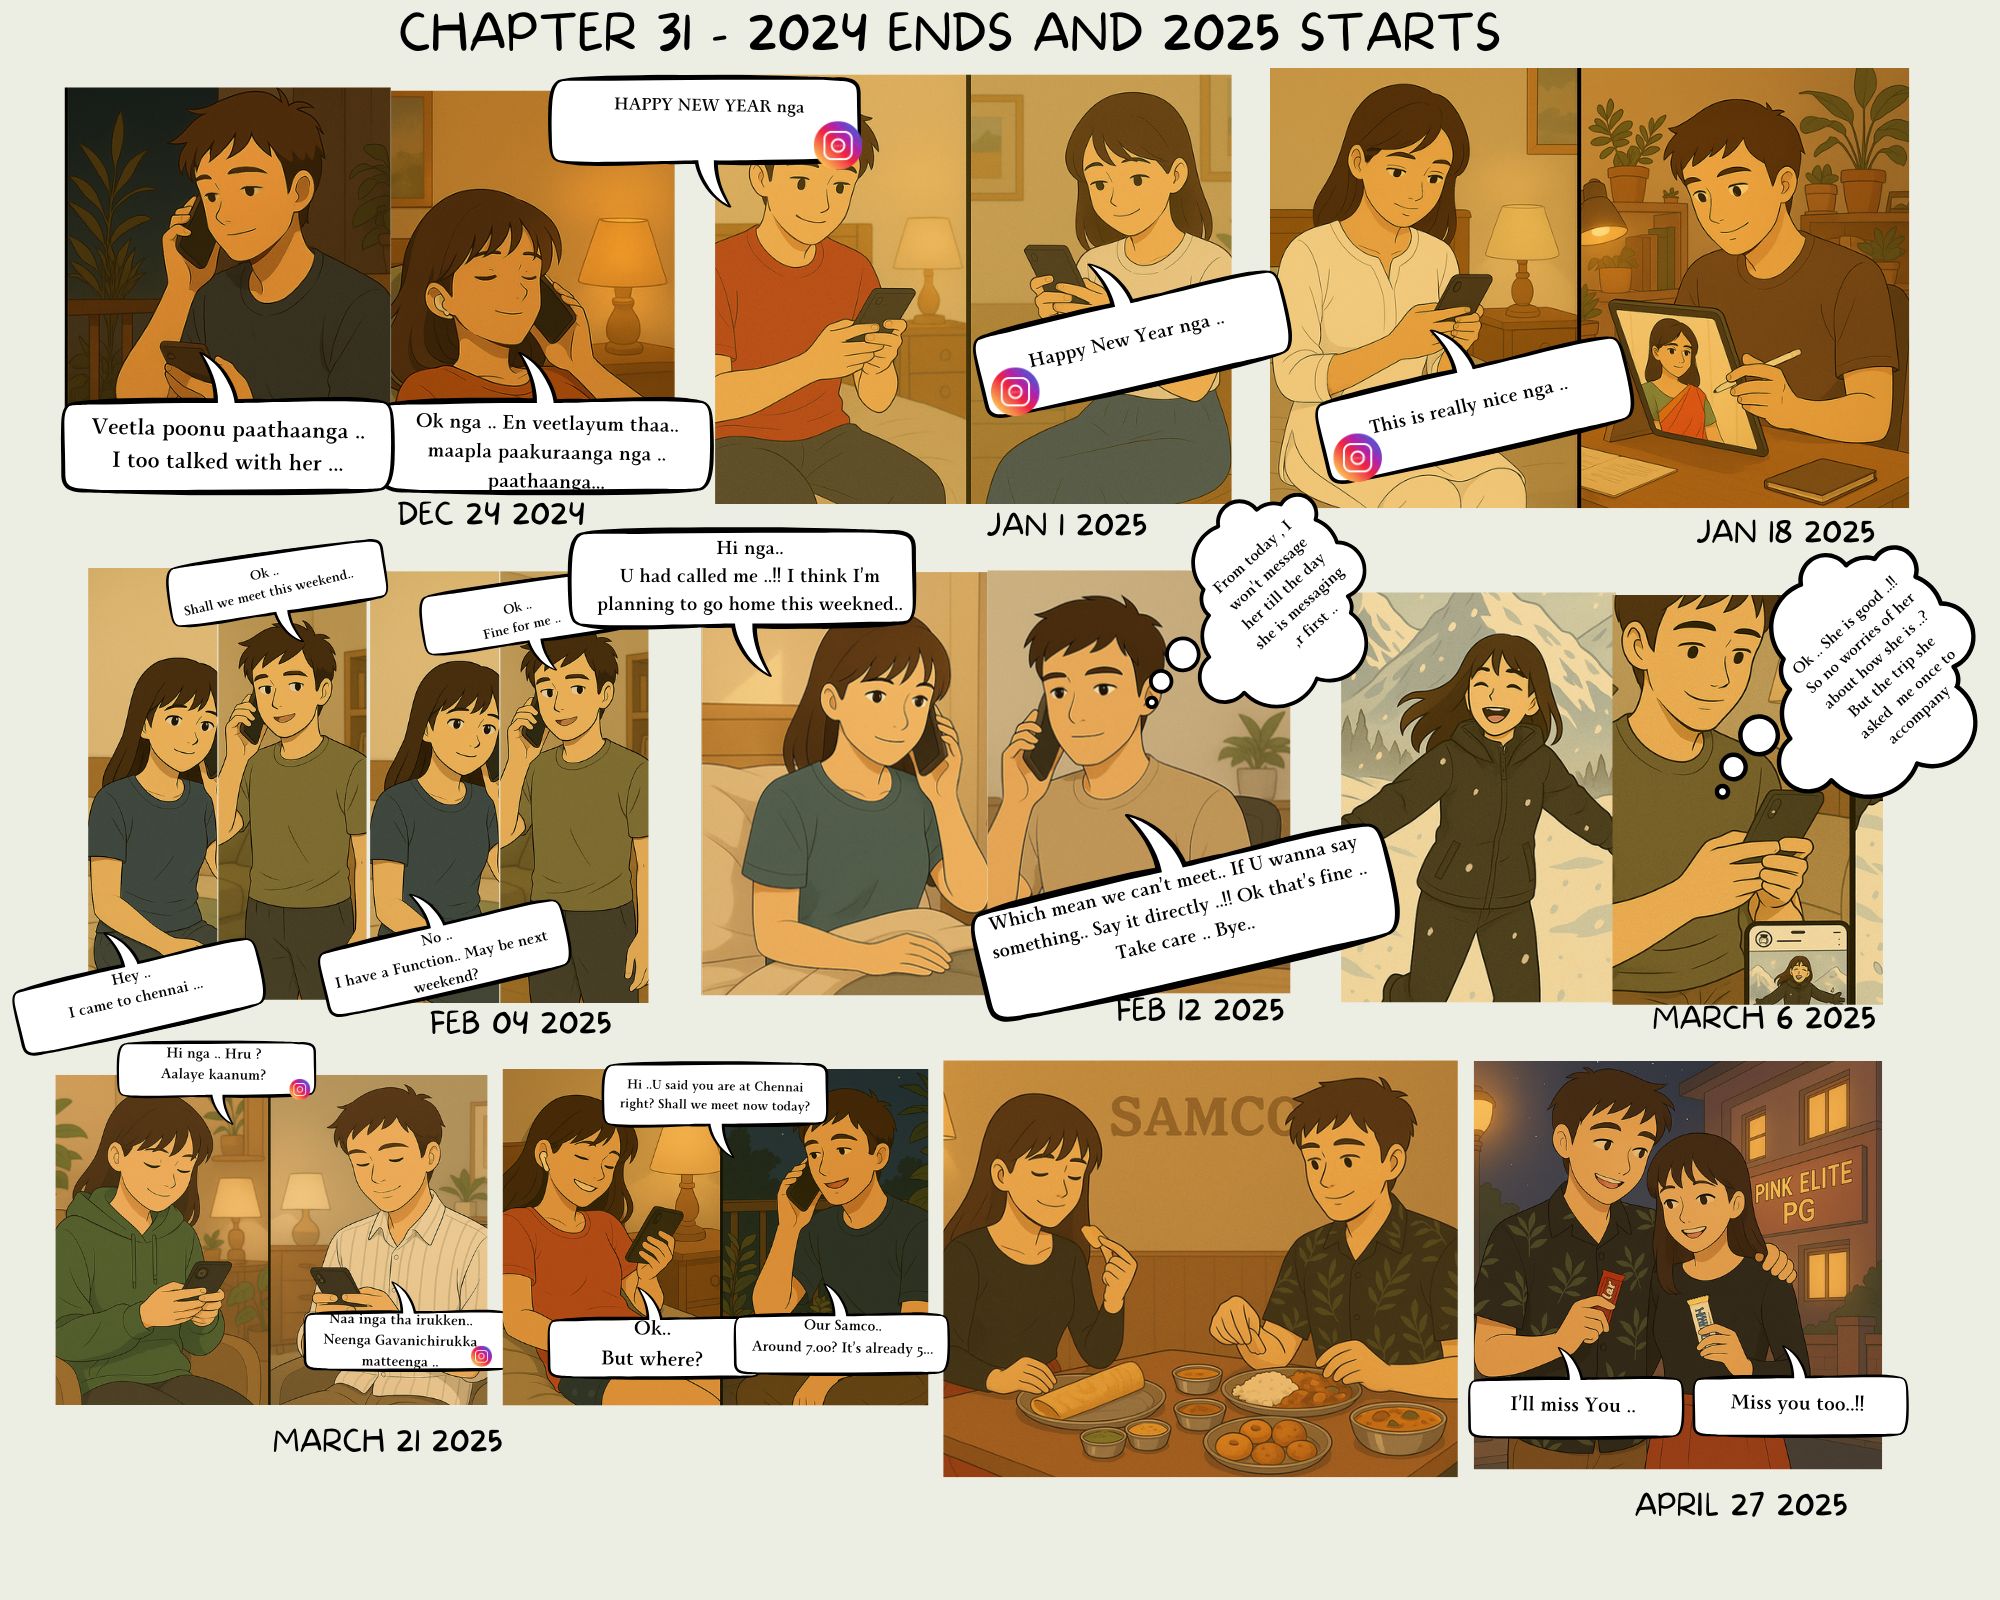 CHAPTER 31 - 2024 ENDS AND 2025 STARTS
Veetla poonu paathaanga ..
I too talked with her ...
Ok nga .. En veetlayum thaa..
maapla paakuraanga nga ..
paathaanga...
DEC 24 2024
HAPPY NEW YEAR nga
Happy New Year nga ..
JAN 1 2025
This is really nice nga ..
JAN 18 2025
Hey ..
I came to chennai ...
Ok ..
Shall we meet this weekend..
No ..
I have a Function.. May be next
weekend?
Ok ..
Fine for me ..
FEB 04 2025
Hi nga..
U had called me ..!! I think I'm
planning to go home this weekned..
Which mean we can't meet.. If U wanna say
something.. Say it directly ..!! Ok that's fine ..
Take care .. Bye..
From today , I
won't message
her till the day
she is messaging
,r first ..
FEB 12 2025
Ok .. She is good ..!!
So no worries of her
about how she is ..?
But the trip she
asked me once to
accompany
MARCH 6 2025
Hi nga .. Hru ?
Aalaye kaanum?
Naa inga tha irukken..
Neenga Gavanichirukka
matteenga ..
MARCH 21 2025
Hi ..U said you are at Chennai
right? Shall we meet now today?
Ok..
But where?
Our Samco..
Around 7.00? It's already 5...
SAMCO
PINK ELITE
PG
I'll miss You ..
Miss you too..!!
APRIL 27 2025